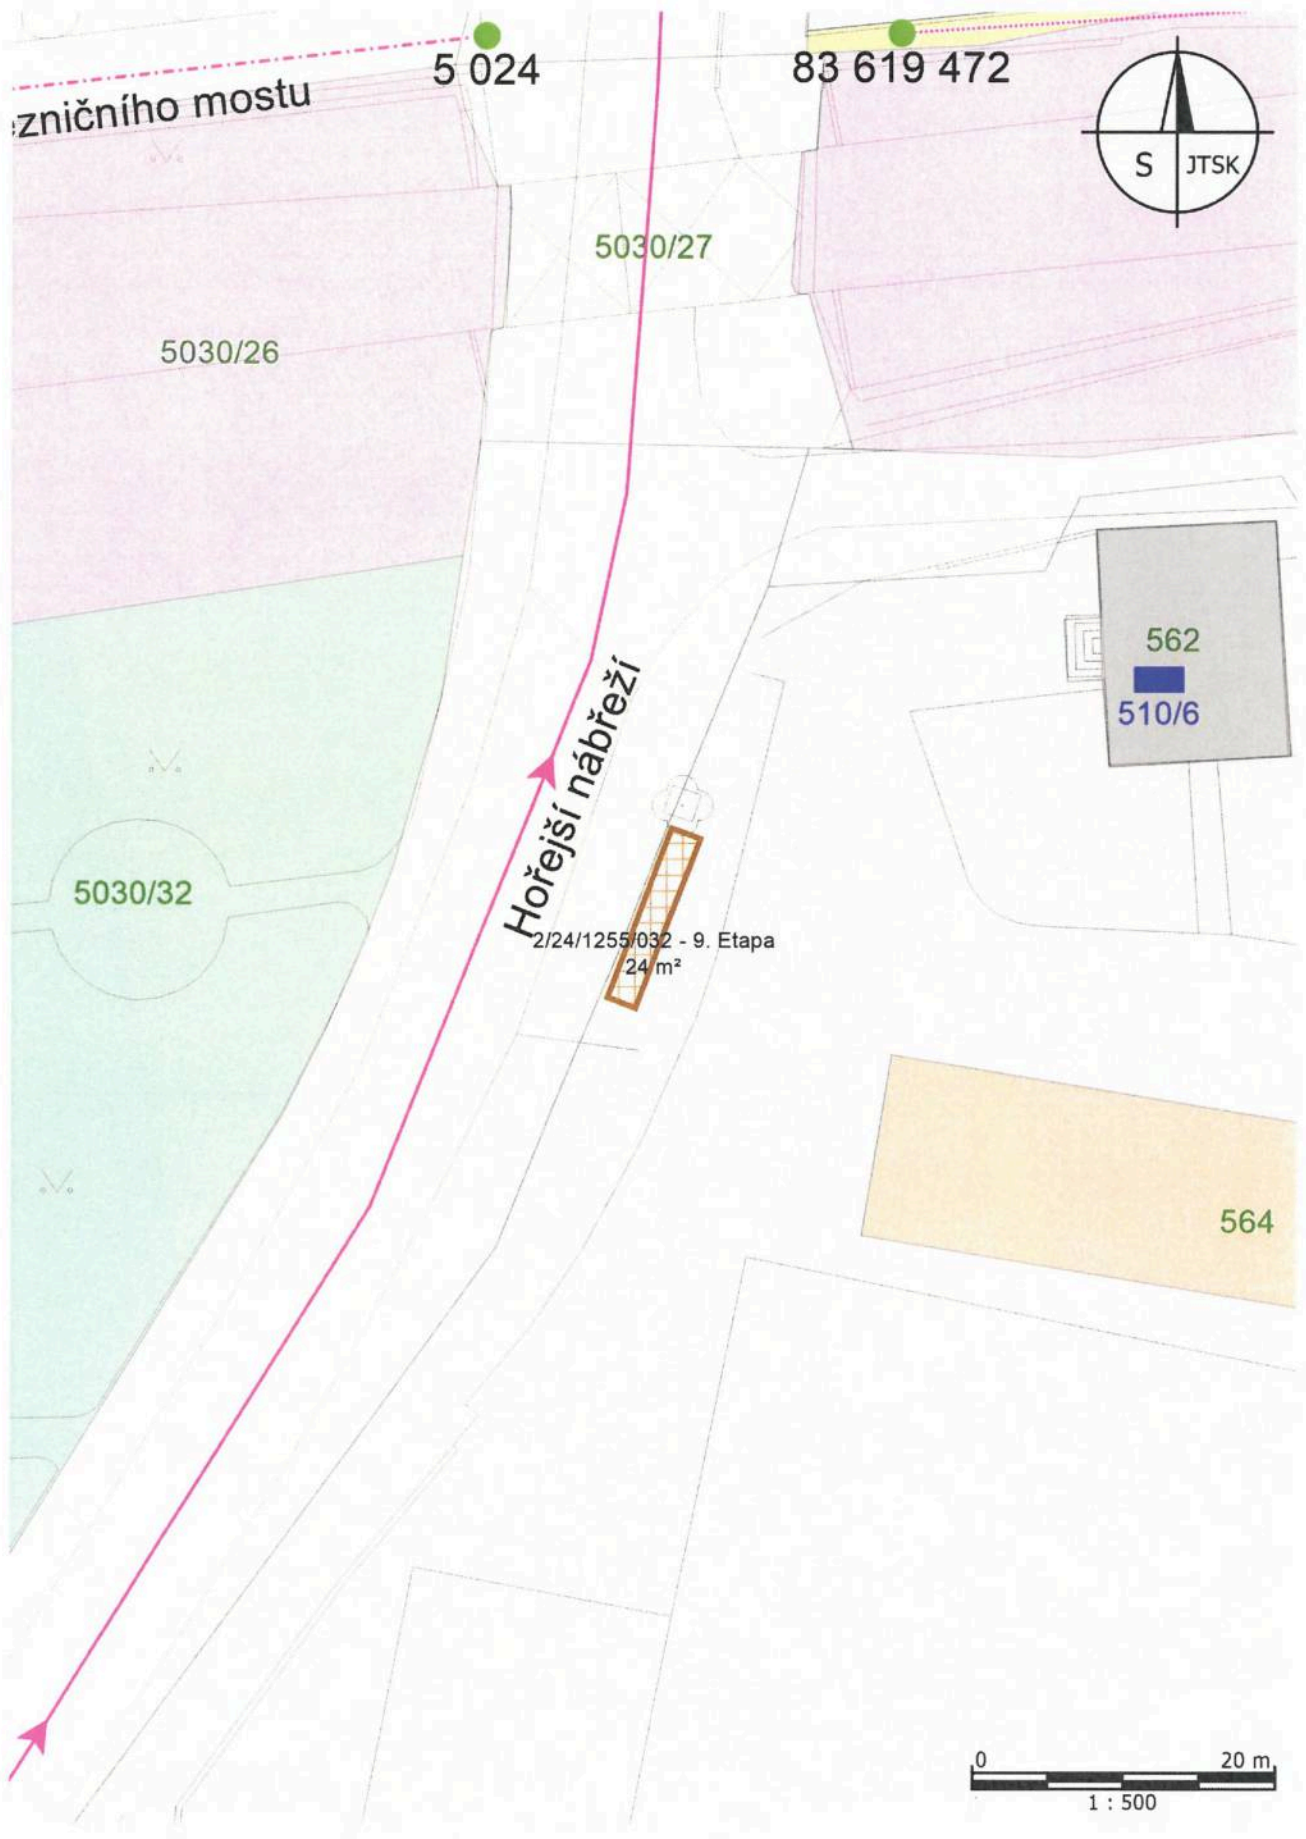 5 024
83 619 472
zničního mostu
S
JTSK
5030/27
5030/26
562
510/6
Hořejší nábřeží
5030/32
2/24/1255/032 - 9. Etapa
24 m²
564
0
20 m
1 : 500